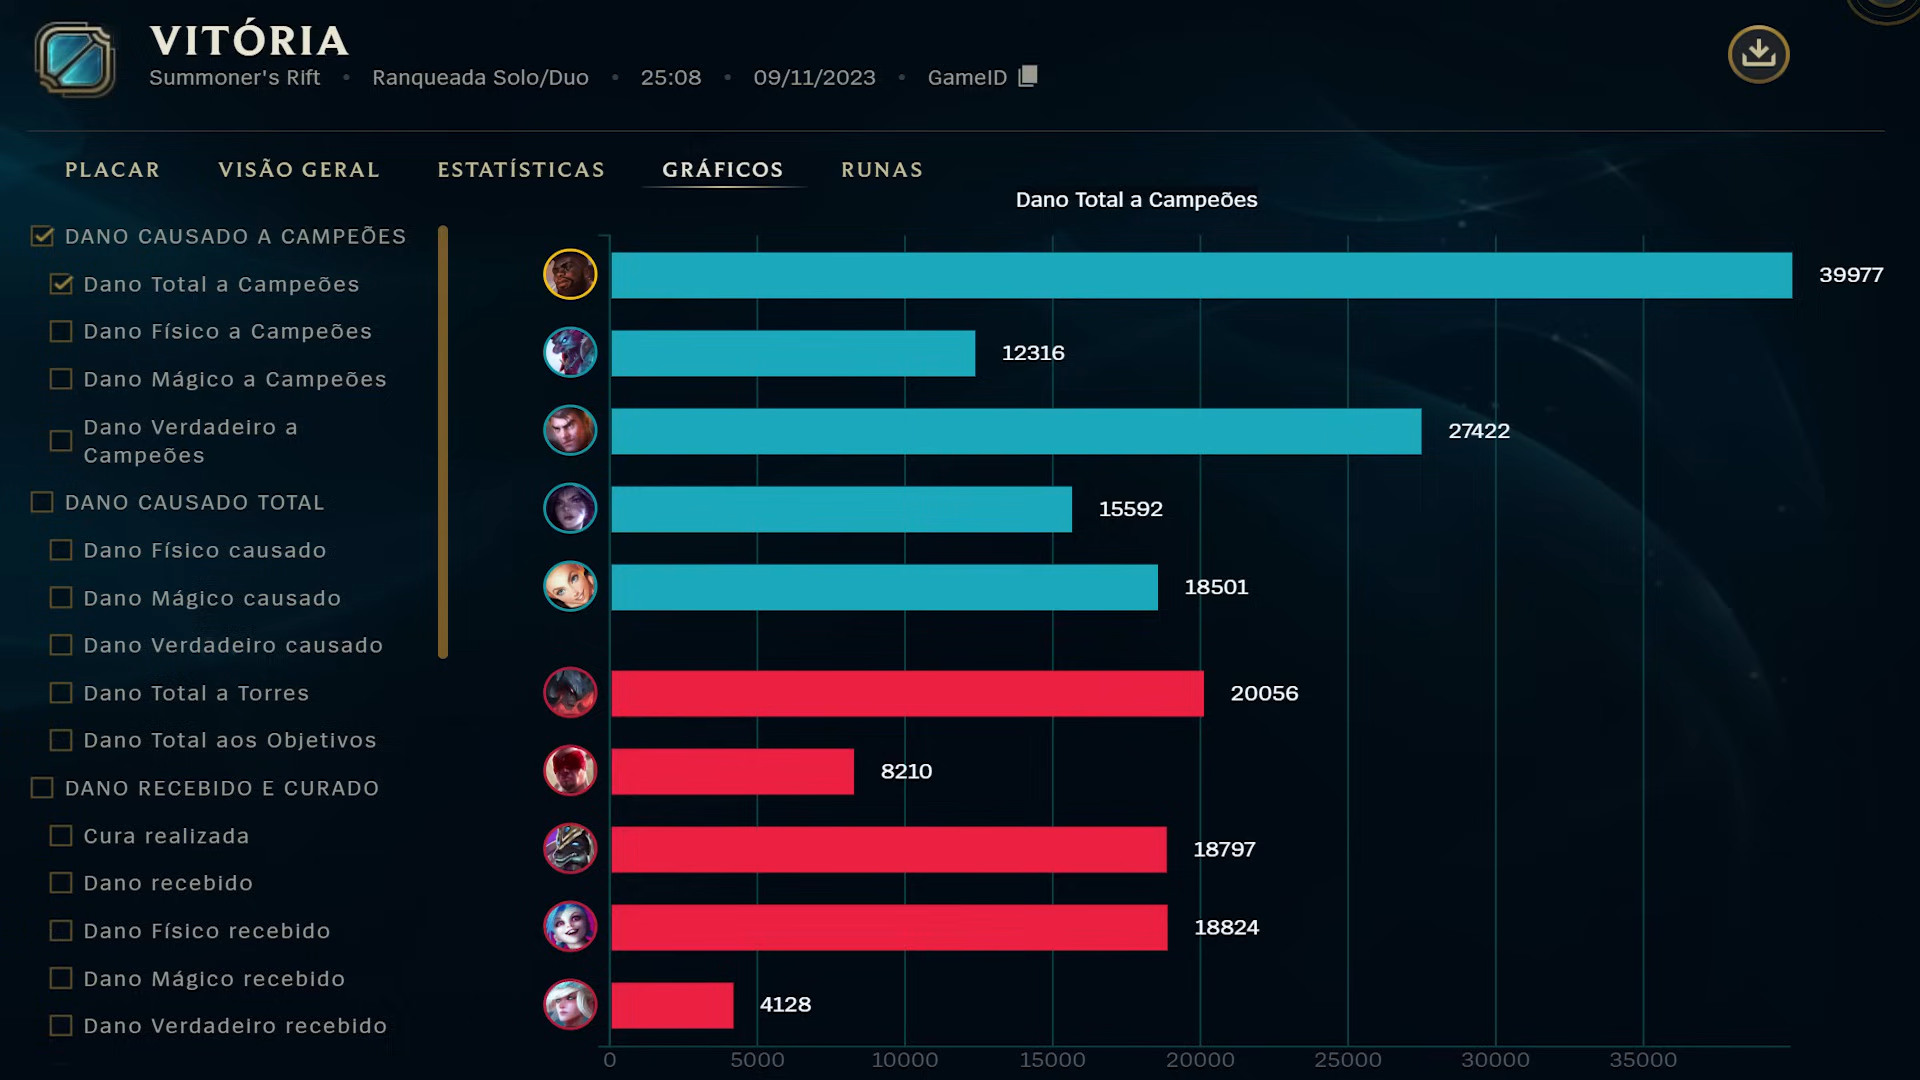 VITÓRIA
Summoner's Rift • Ranqueada Solo/Duo • 25:08 • 09/11/2023 • GameID
PLACAR VISÃO GERAL ESTATÍSTICAS GRÁFICOS RUNAS
DANO CAUSADO A CAMPEÕES
Dano Total a Campeões
Dano Físico a Campeões
Dano Mágico a Campeões
Dano Verdadeiro a
Campeões
DANO CAUSADO TOTAL
Dano Físico causado
Dano Mágico causado
Dano Verdadeiro causado
Dano Total a Torres
Dano Total aos Objetivos
DANO RECEBIDO E CURADO
Cura realizada
Dano recebido
Dano Físico recebido
Dano Mágico recebido
Dano Verdadeiro recebido
Dano Total a Campeões
39977
12316
27422
15592
18501
20056
8210
18797
18824
4128
0 5000 10000 15000 20000 25000 30000 35000